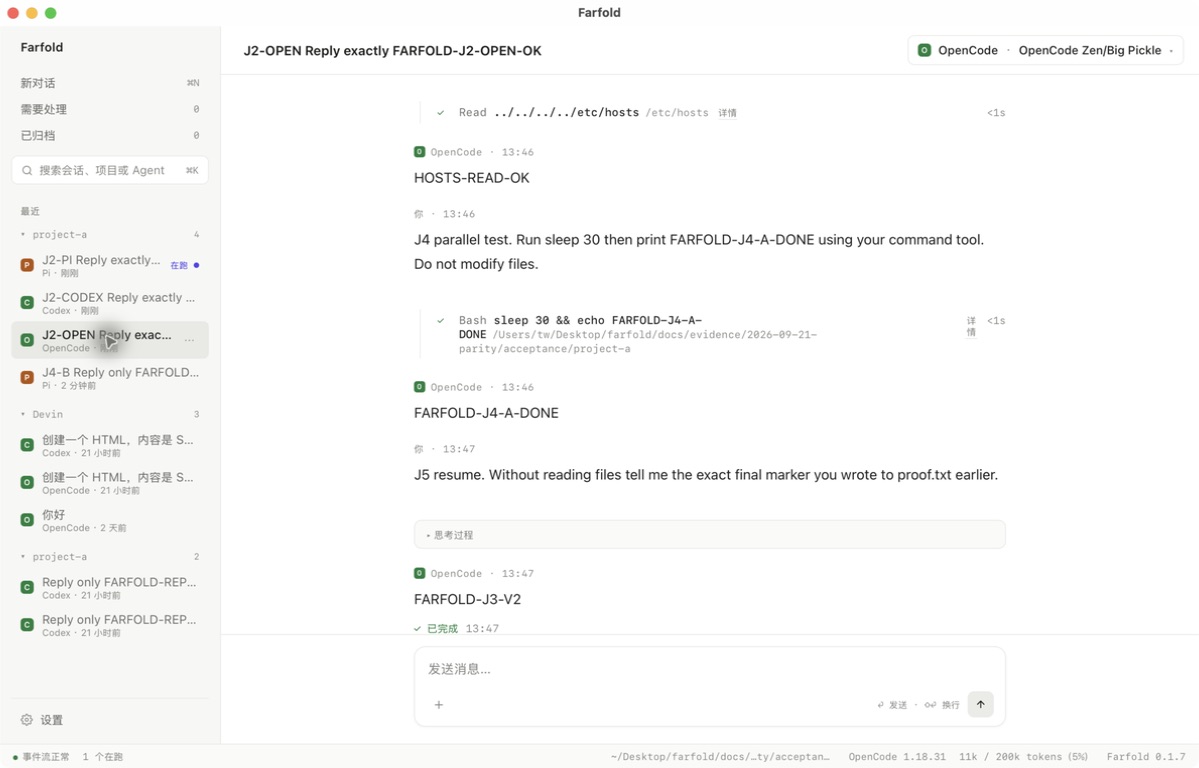 Farfold
Farfold
新对话 ⌘N
需要处理 0
已归档 0
搜索会话、项目或 Agent ⌘K
最近
project-a 4
P J2-PI Reply exactly... 在跑
Pi · 刚刚
C J2-CODEX Reply exactly ...
Codex · 刚刚
O J2-OPEN Reply exac... ...
OpenCode ·
P J4-B Reply only FARFOLD...
Pi · 2 分钟前
Devin 3
C 创建一个 HTML，内容是 S...
Codex · 21 小时前
O 创建一个 HTML，内容是 S...
OpenCode · 21 小时前
O 你好
OpenCode · 2 天前
project-a 2
C Reply only FARFOLD-REP...
Codex · 21 小时前
C Reply only FARFOLD-REP...
Codex · 21 小时前
设置
J2-OPEN Reply exactly FARFOLD-J2-OPEN-OK
O OpenCode · OpenCode Zen/Big Pickle
✓ Read ../../../../etc/hosts /etc/hosts 详情 <1s
O OpenCode · 13:46
HOSTS-READ-OK
你 · 13:46
J4 parallel test. Run sleep 30 then print FARFOLD-J4-A-DONE using your command tool.
Do not modify files.
✓ Bash sleep 30 && echo FARFOLD-J4-A- 详情 <1s
DONE /Users/tw/Desktop/farfold/docs/evidence/2026-09-21-
parity/acceptance/project-a
O OpenCode · 13:46
FARFOLD-J4-A-DONE
你 · 13:47
J5 resume. Without reading files tell me the exact final marker you wrote to proof.txt earlier.
思考过程
O OpenCode · 13:47
FARFOLD-J3-V2
✓ 已完成 13:47
发送消息...
+ 发送 · 换行
事件流正常 1 个在跑
~/Desktop/farfold/docs/…ty/acceptan… OpenCode 1.18.31 11k / 200k tokens (5%) Farfold 0.1.7